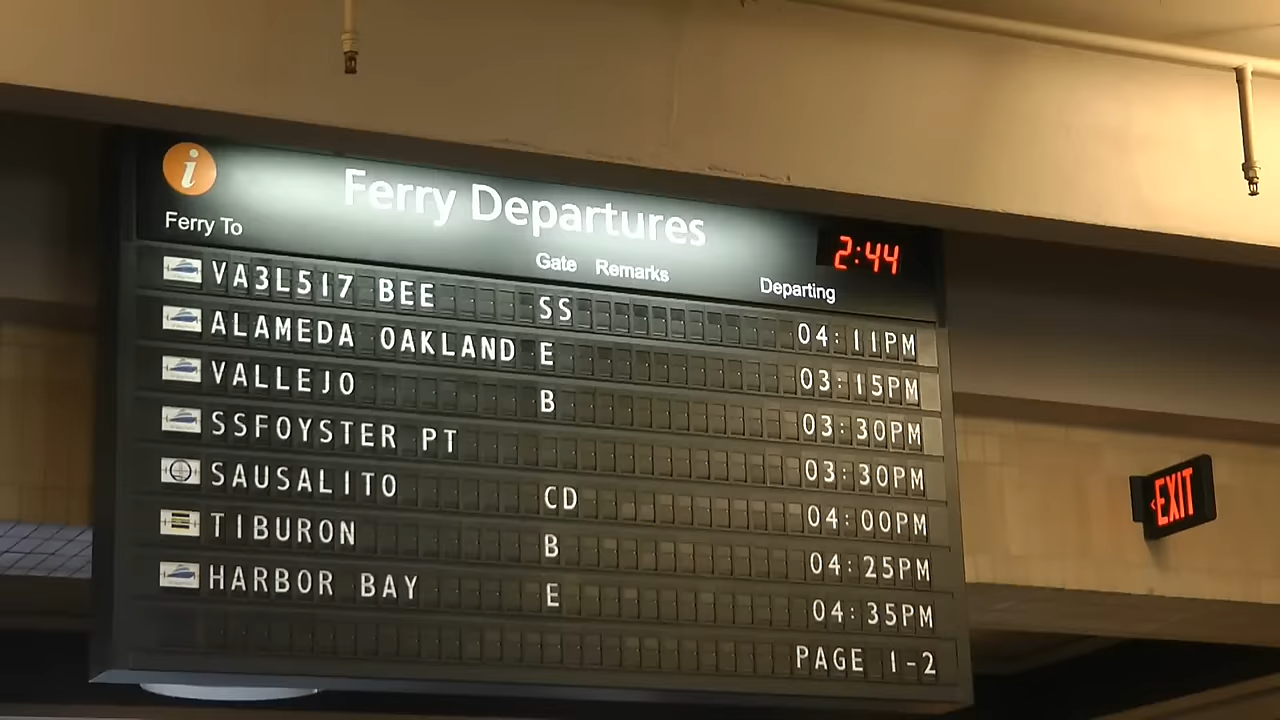 i
Ferry Departures
2:44
Ferry To Gate Remarks Departing
VA3L517 BEE SS 04:11PM
ALAMEDA OAKLAND E 03:15PM
VALLEJO B 03:30PM
SSFOYSTER PT 03:30PM
SAUSALITO CD 04:00PM
TIBURON B 04:25PM
HARBOR BAY E 04:35PM
PAGE 1-2
EXIT